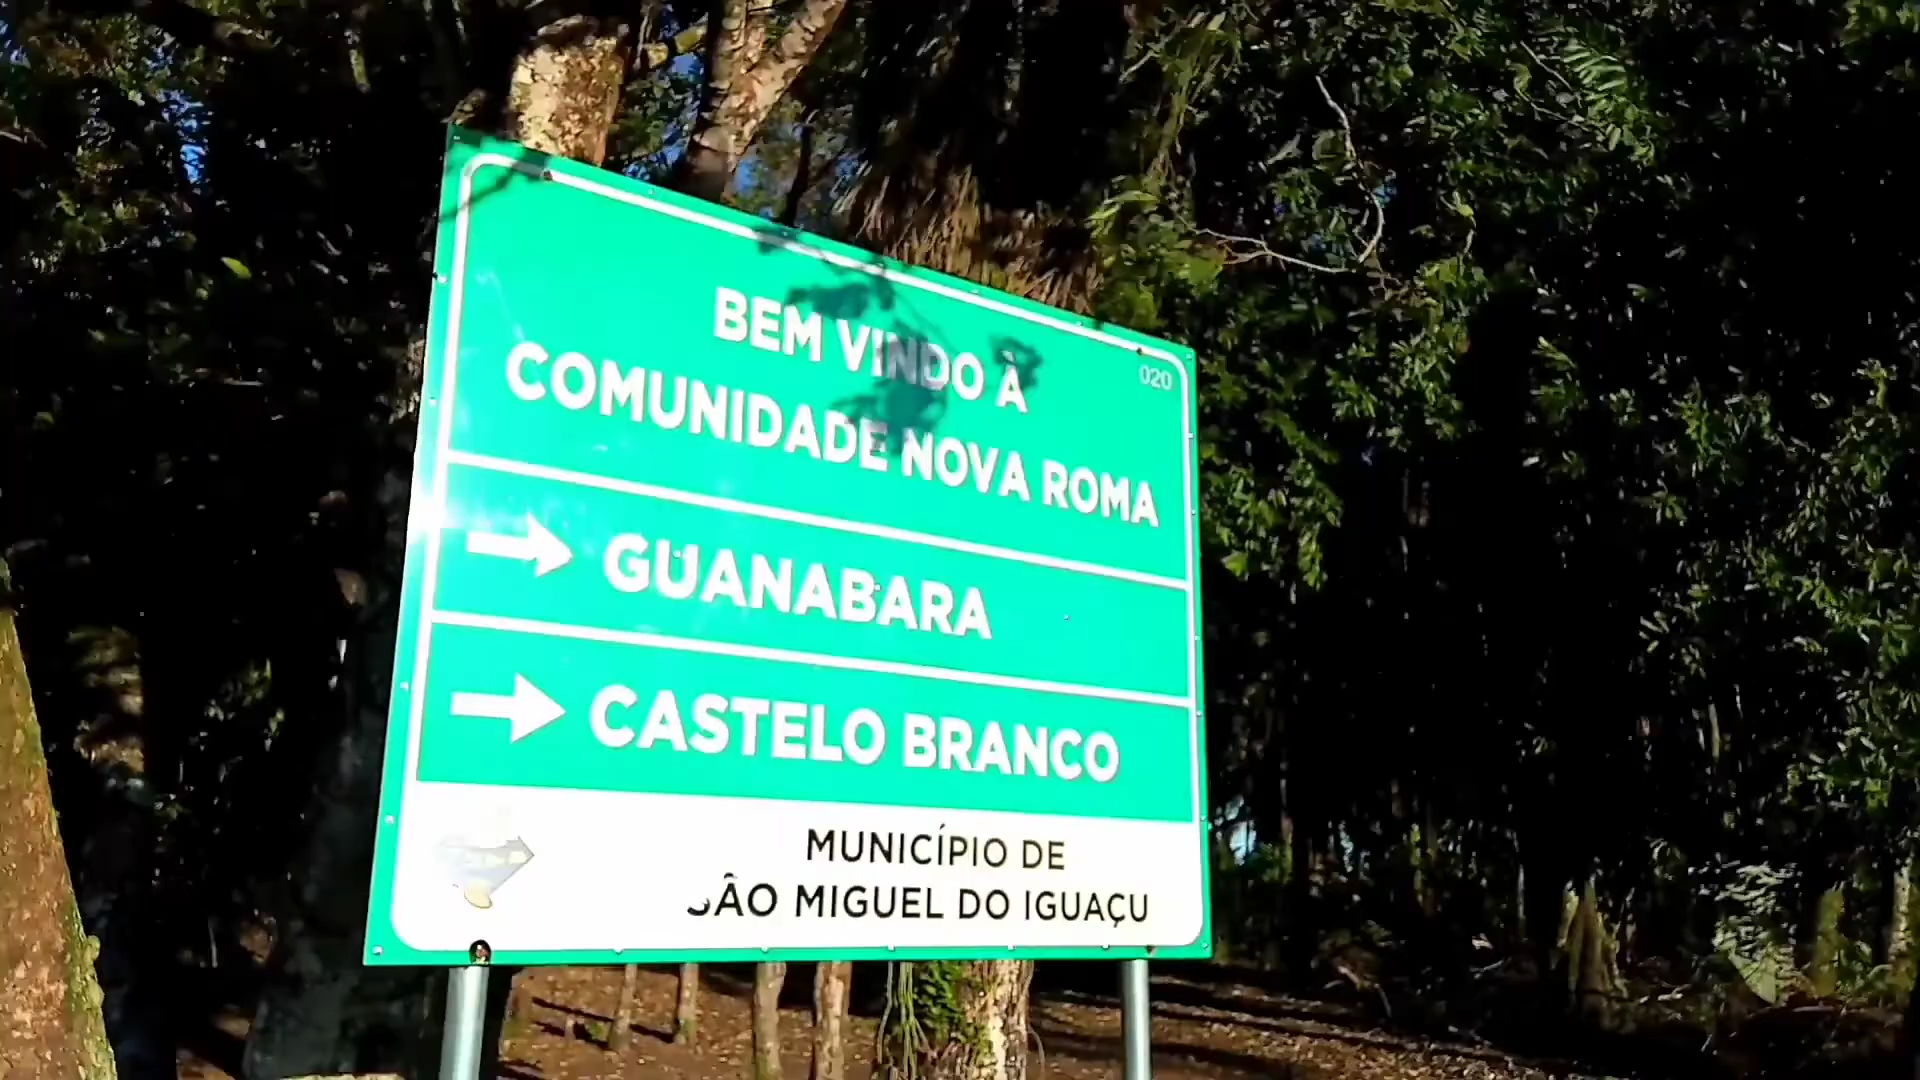 BEM VINDO À
020
COMUNIDADE NOVA ROMA
GUANABARA
CASTELO BRANCO
MUNICÍPIO DE
SÃO MIGUEL DO IGUAÇU